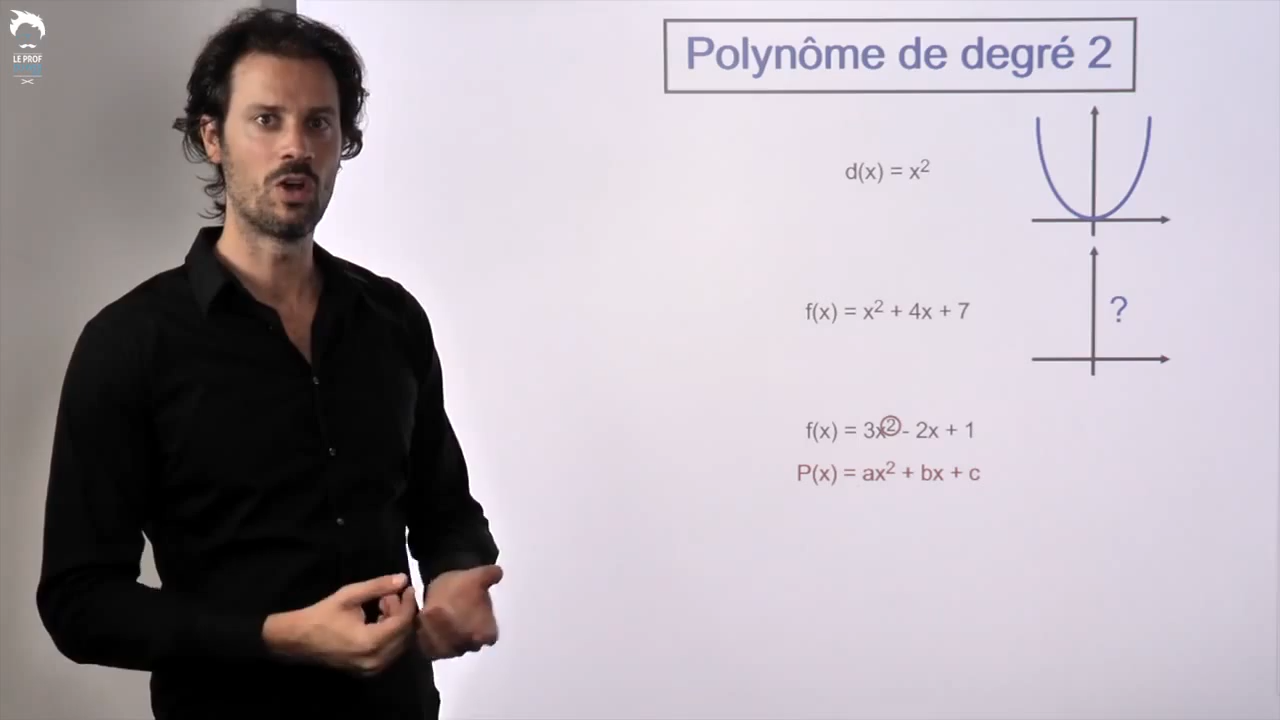 LE PROF
Polynôme de degré 2
d(x) = x²
f(x) = x² + 4x + 7
?
f(x) = 3x² - 2x + 1
P(x) = ax² + bx + c